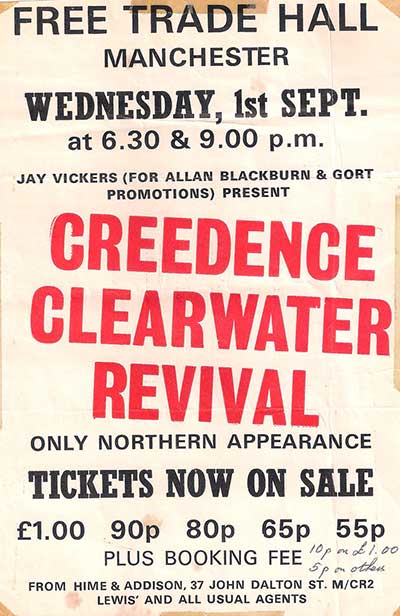 FREE TRADE HALL
MANCHESTER
WEDNESDAY, 1st SEPT.
at 6.30 & 9.00 p.m.
JAY VICKERS (FOR ALLAN BLACKBURN & GORT
PROMOTIONS) PRESENT
CREEDENCE
CLEARWATER
REVIVAL
ONLY NORTHERN APPEARANCE
TICKETS NOW ON SALE
£1.00 90p 80p 65p 55p
PLUS BOOKING FEE 10p on £1.00
5p on others
FROM HIME & ADDISON, 37 JOHN DALTON ST. M/CR2
LEWIS' AND ALL USUAL AGENTS